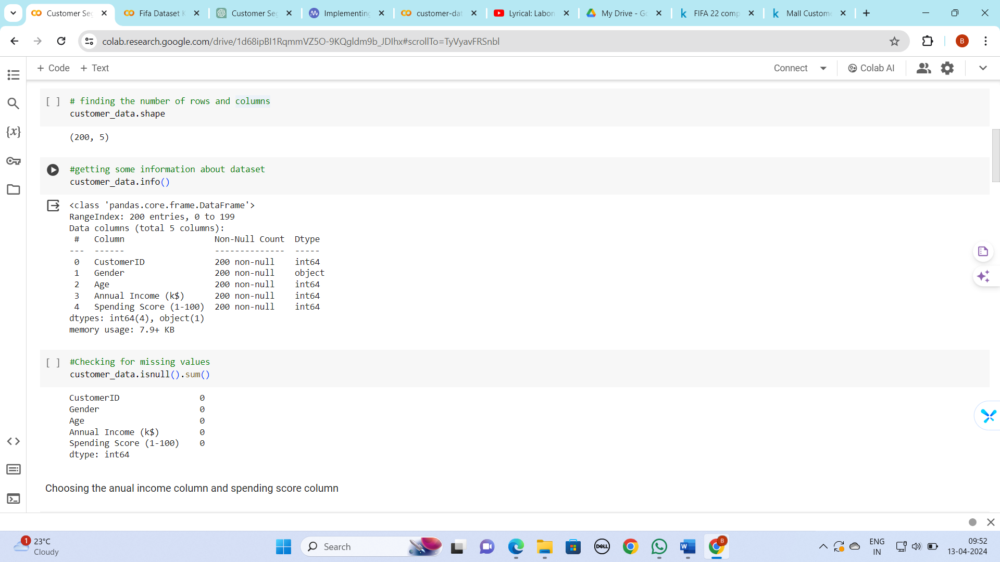 Customer Seg
Fifa Dataset K
Customer Seg
Implementing
customer-dat
Lyrical: Labon
My Drive - Go
FIFA 22 comp
Mall Custome
colab.research.google.com/drive/1d68ipBI1RqmmVZ5O-9KQgldm9b_JDIhx#scrollTo=TyVyavFRSnbl
B
+ Code + Text
Connect
Colab AI
[ ] # finding the number of rows and columns
customer_data.shape
(200, 5)
{x}
#getting some information about dataset
customer_data.info()
<class 'pandas.core.frame.DataFrame'>
RangeIndex: 200 entries, 0 to 199
Data columns (total 5 columns):
# Column Non-Null Count Dtype
--- ------ -------------- -----
0 CustomerID 200 non-null int64
1 Gender 200 non-null object
2 Age 200 non-null int64
3 Annual Income (k$) 200 non-null int64
4 Spending Score (1-100) 200 non-null int64
dtypes: int64(4), object(1)
memory usage: 7.9+ KB
[ ] #Checking for missing values
customer_data.isnull().sum()
CustomerID 0
Gender 0
Age 0
Annual Income (k$) 0
Spending Score (1-100) 0
dtype: int64
Choosing the anual income column and spending score column
1
23°C
Cloudy
Search
DELL
W
B
ENG
IN
09:52
13-04-2024